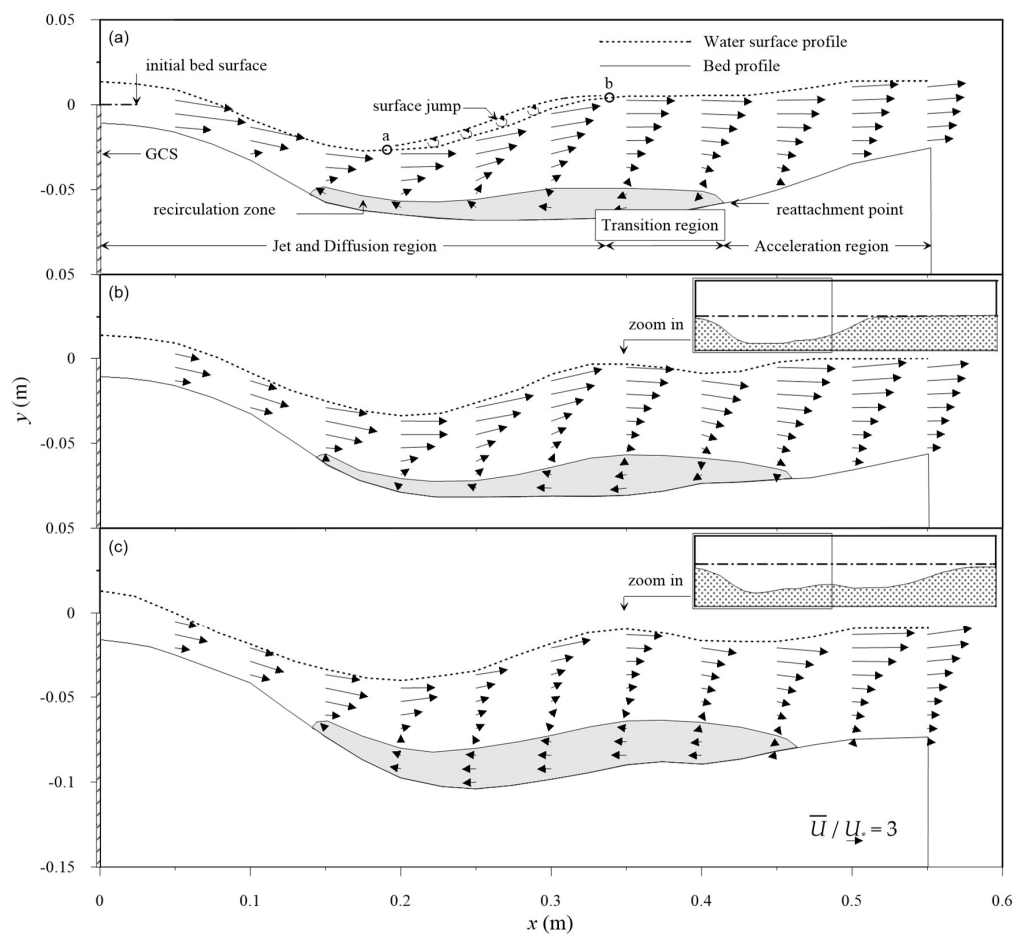 0.05
(a)
Water surface profile
Bed profile
initial bed surface
b
surface jump
0
a
GCS
-0.05
recirculation zone
reattachment point
Transition region
Jet and Diffusion region
Acceleration region
0.05
(b)
zoom in
0
y (m)
-0.05
0.05
(c)
zoom in
0
-0.05
-0.1
U / U* = 3
-0.15
0
0.1
0.2
0.3
0.4
0.5
0.6
x (m)